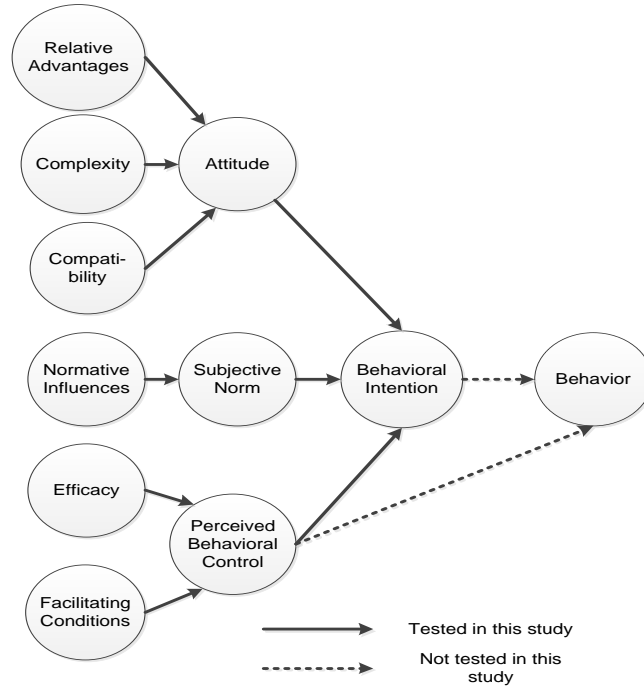 Relative
Advantages
Complexity
Attitude
Compati-
bility
Normative
Influences
Subjective
Norm
Behavioral
Intention
Behavior
Efficacy
Perceived
Behavioral
Control
Facilitating
Conditions
Tested in this study
Not tested in this
study